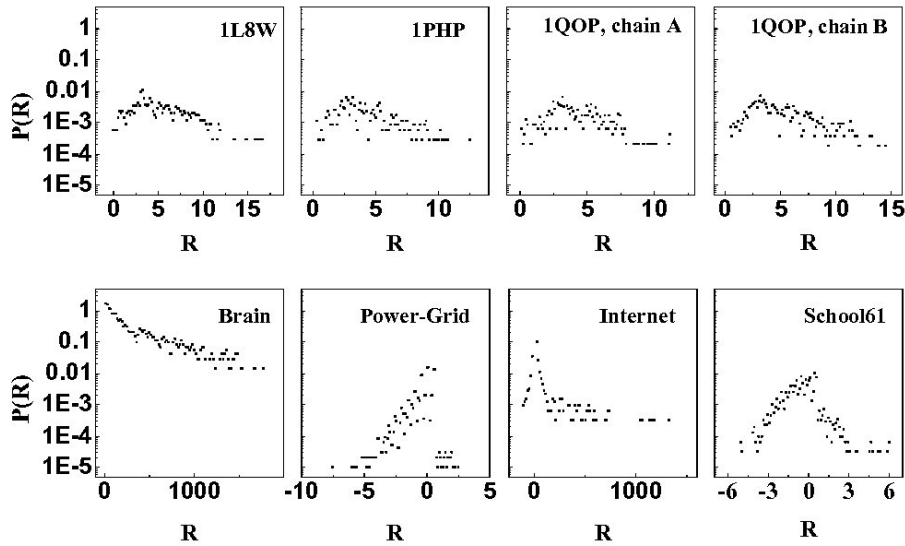 1L8W
1PHP
1QOP, chain A
1QOP, chain B
P(R)
1
0.1
0.01
1E-3
1E-4
1E-5
0 5 10 15
0 5 10
0 5 10
0 5 10 15
R R R R
Brain
Power-Grid
Internet
School61
P(R)
1
0.1
0.01
1E-3
1E-4
1E-5
0 1000
-10 -5 0 5
0 1000
-6 -3 0 3 6
R R R R